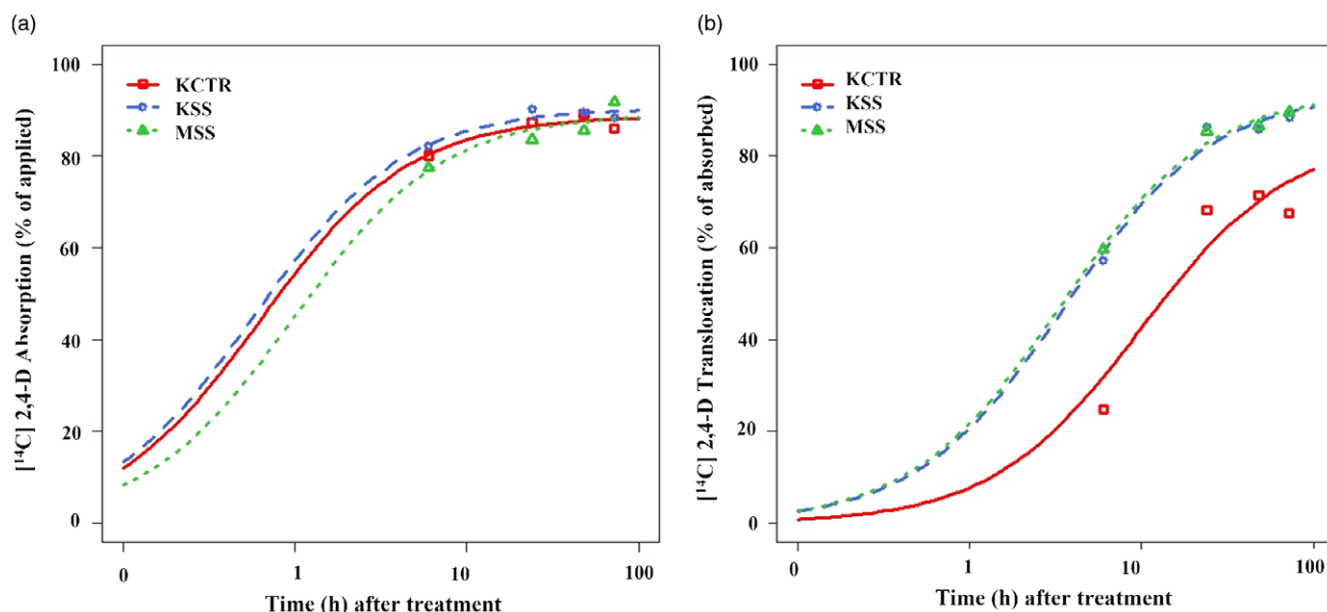 (a)
[¹⁴C] 2,4-D Absorption (% of applied)
100
80
60
40
20
0
KCTR
KSS
MSS
0 1 10 100
Time (h) after treatment
(b)
[¹⁴C] 2,4-D Translocation (% of absorbed)
100
80
60
40
20
0
KCTR
KSS
MSS
0 1 10 100
Time (h) after treatment